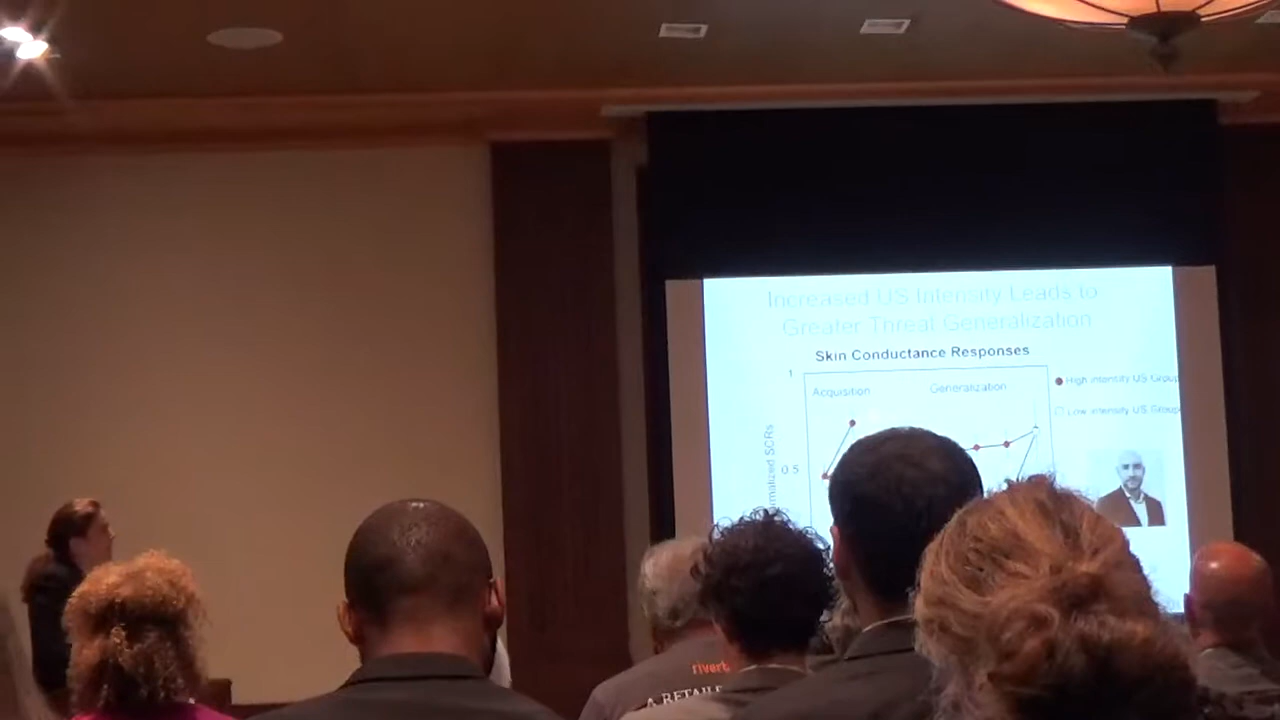 Increased US Intensity Leads to
Greater Threat Generalization
Skin Conductance Responses
1
Acquisition
Generalization
High intensity US Group
Low intensity US Group
0.5
SCRs
A RETAIL